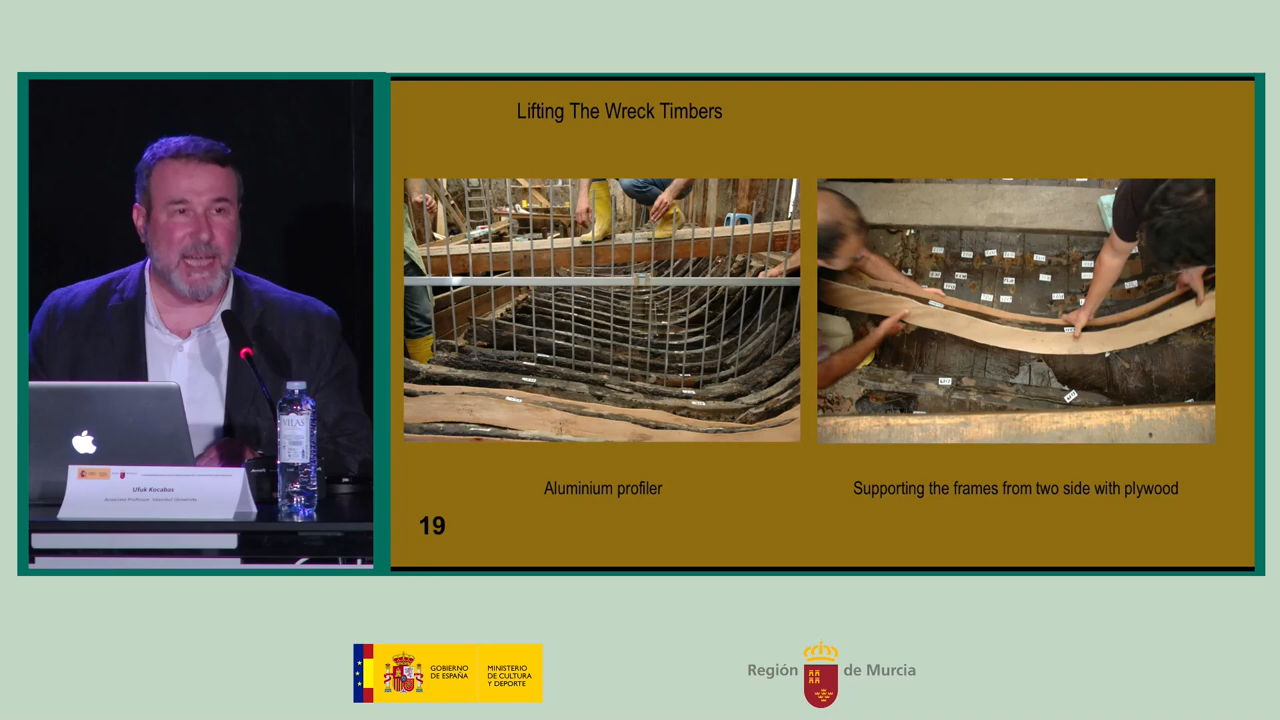 Lifting The Wreck Timbers
Aluminium profiler
Supporting the frames from two side with plywood
19
VILAS
Ufuk Kocabas
GOBIERNO
DE ESPAÑA
MINISTERIO
DE CULTURA
Y DEPORTE
Región de Murcia